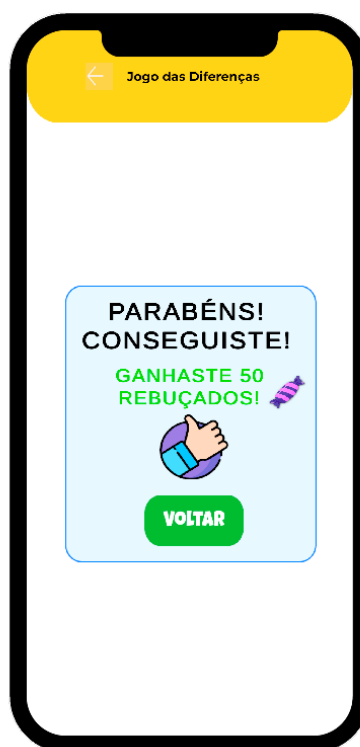 Jogo das Diferenças
PARABÉNS!
CONSEGUISTE!
GANHASTE 50
REBUÇADOS!
VOLTAR